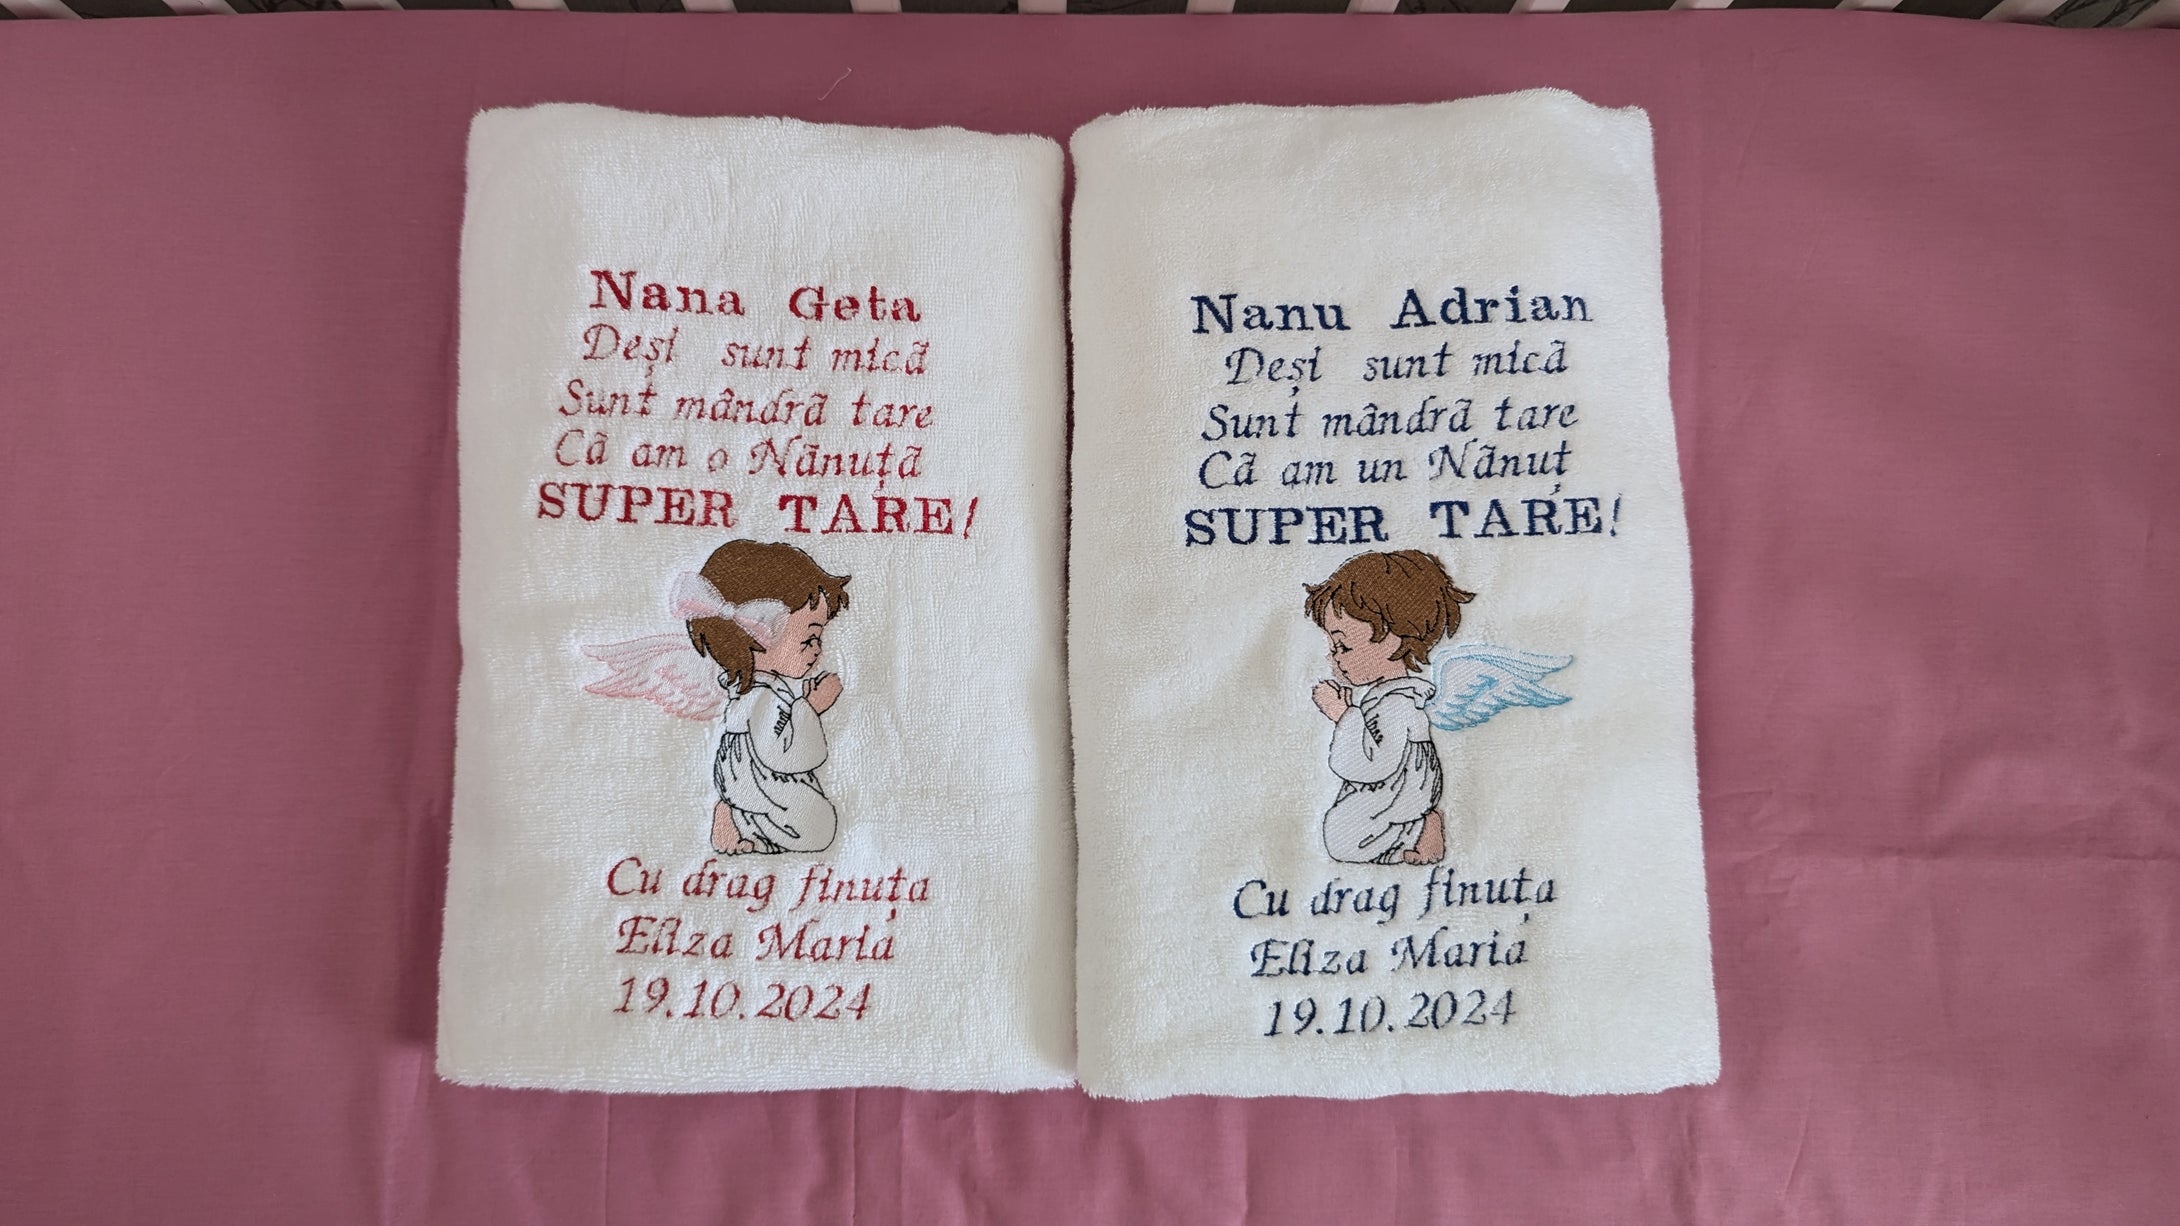 Nana Geta
Deși sunt mică
Sunt mândră tare
Că am o Nănuță
SUPER TARE!
Cu drag finuța
Eliza Maria
19.10.2024
Nanu Adrian
Deși sunt mică
Sunt mândră tare
Că am un Nănuț
SUPER TARE!
Cu drag finuța
Eliza Maria
19.10.2024